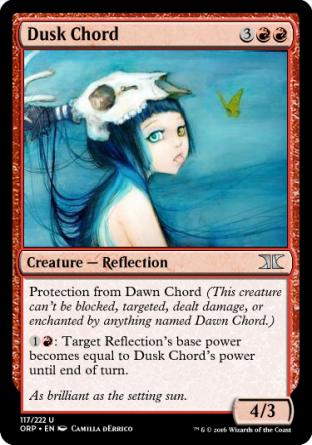 Dusk Chord 3
Creature — Reflection
Protection from Dawn Chord (This creature
can't be blocked, targeted, dealt damage, or
enchanted by anything named Dawn Chord.)
1 : Target Reflection's base power
becomes equal to Dusk Chord's power
until end of turn.
As brilliant as the setting sun.
4/3
117/222 U
ORP • EN Camilla dErrico
™ & © 2016 Wizards of the Coast